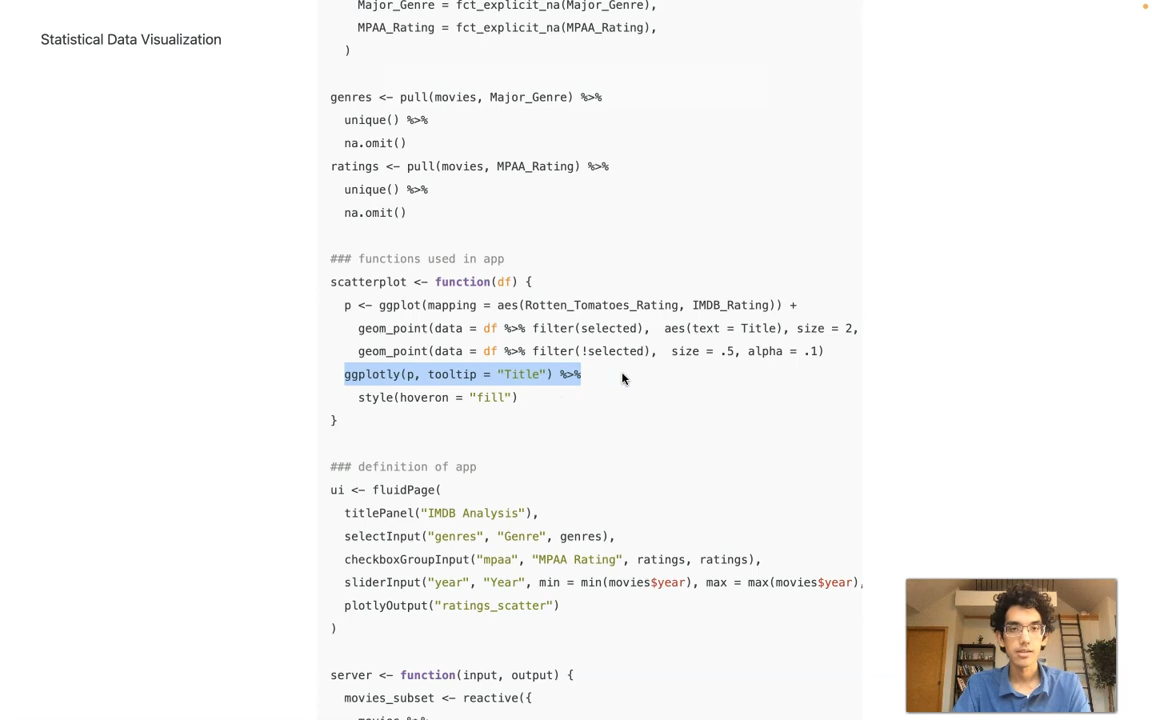 Statistical Data Visualization
Major_Genre = fct_explicit_na(Major_Genre),
MPAA_Rating = fct_explicit_na(MPAA_Rating),
)
genres <- pull(movies, Major_Genre) %>%
unique() %>%
na.omit()
ratings <- pull(movies, MPAA_Rating) %>%
unique() %>%
na.omit()
### functions used in app
scatterplot <- function(df) {
p <- ggplot(mapping = aes(Rotten_Tomatoes_Rating, IMDB_Rating)) +
geom_point(data = df %>% filter(selected),  aes(text = Title), size = 2,
geom_point(data = df %>% filter(!selected),  size = .5, alpha = .1)
ggplotly(p, tooltip = "Title") %>%
style(hoveron = "fill")
}
### definition of app
ui <- fluidPage(
titlePanel("IMDB Analysis"),
selectInput("genres", "Genre", genres),
checkboxGroupInput("mpaa", "MPAA Rating", ratings, ratings),
sliderInput("year", "Year", min = min(movies$year), max = max(movies$year),
plotlyOutput("ratings_scatter")
)
server <- function(input, output) {
movies_subset <- reactive({